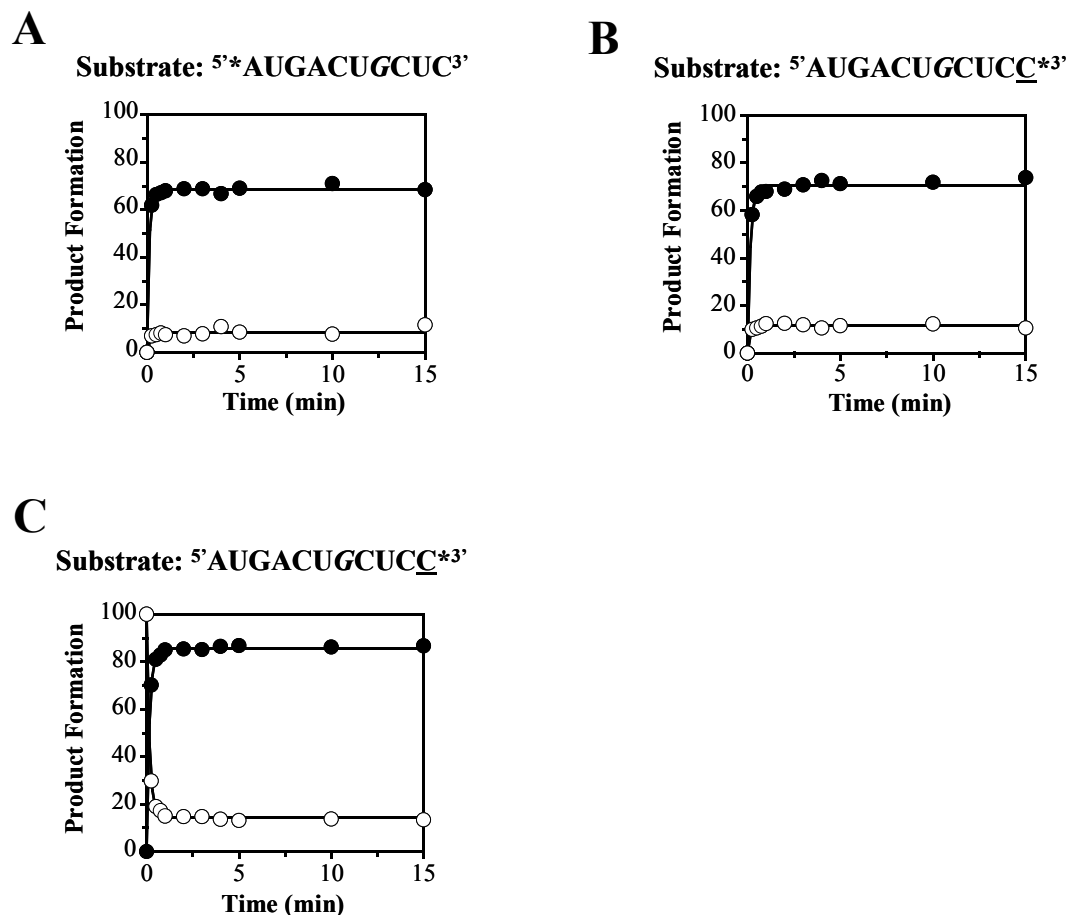 A
Substrate: 5'*AUGACUGCUC3'
100
80
60
40
20
0
Product Formation
0
5
10
15
Time (min)
B
Substrate: 5'AUGACUGCUCC*3'
100
80
60
40
20
0
Product Formation
0
5
10
15
Time (min)
C
Substrate: 5'AUGACUGCUCC*3'
100
80
60
40
20
0
Product Formation
0
5
10
15
Time (min)